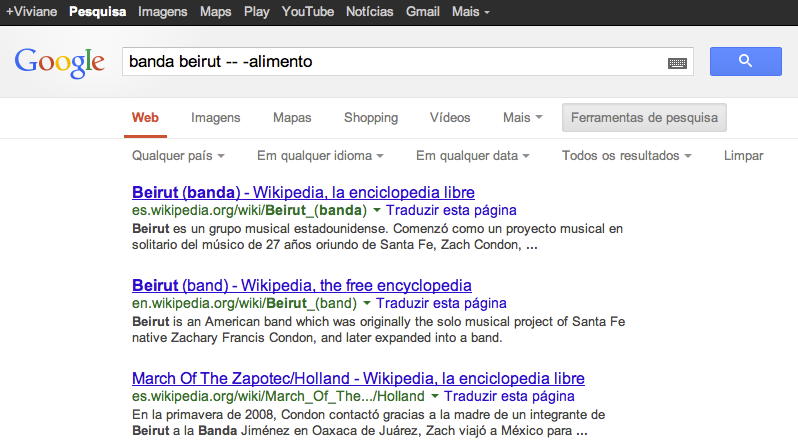 +Viviane Pesquisa Imagens Maps Play YouTube Notícias Gmail Mais
Google banda beirut -- -alimento
Web Imagens Mapas Shopping Vídeos Mais Ferramentas de pesquisa
Qualquer país Em qualquer idioma Em qualquer data Todos os resultados Limpar
Beirut (banda) - Wikipedia, la enciclopedia libre
es.wikipedia.org/wiki/Beirut_(banda) Traduzir esta página
Beirut es un grupo musical estadounidense. Comenzó como un proyecto musical en
solitario del músico de 27 años oriundo de Santa Fe, Zach Condon, ...
Beirut (band) - Wikipedia, the free encyclopedia
en.wikipedia.org/wiki/Beirut_(band) Traduzir esta página
Beirut is an American band which was originally the solo musical project of Santa Fe
native Zachary Francis Condon, and later expanded into a band.
March Of The Zapotec/Holland - Wikipedia, la enciclopedia libre
es.wikipedia.org/wiki/March_Of_The.../Holland Traduzir esta página
En la primavera de 2008, Condon contactó gracias a la madre de un integrante de
Beirut a la Banda Jiménez en Oaxaca de Juárez, Zach viajó a México para ...